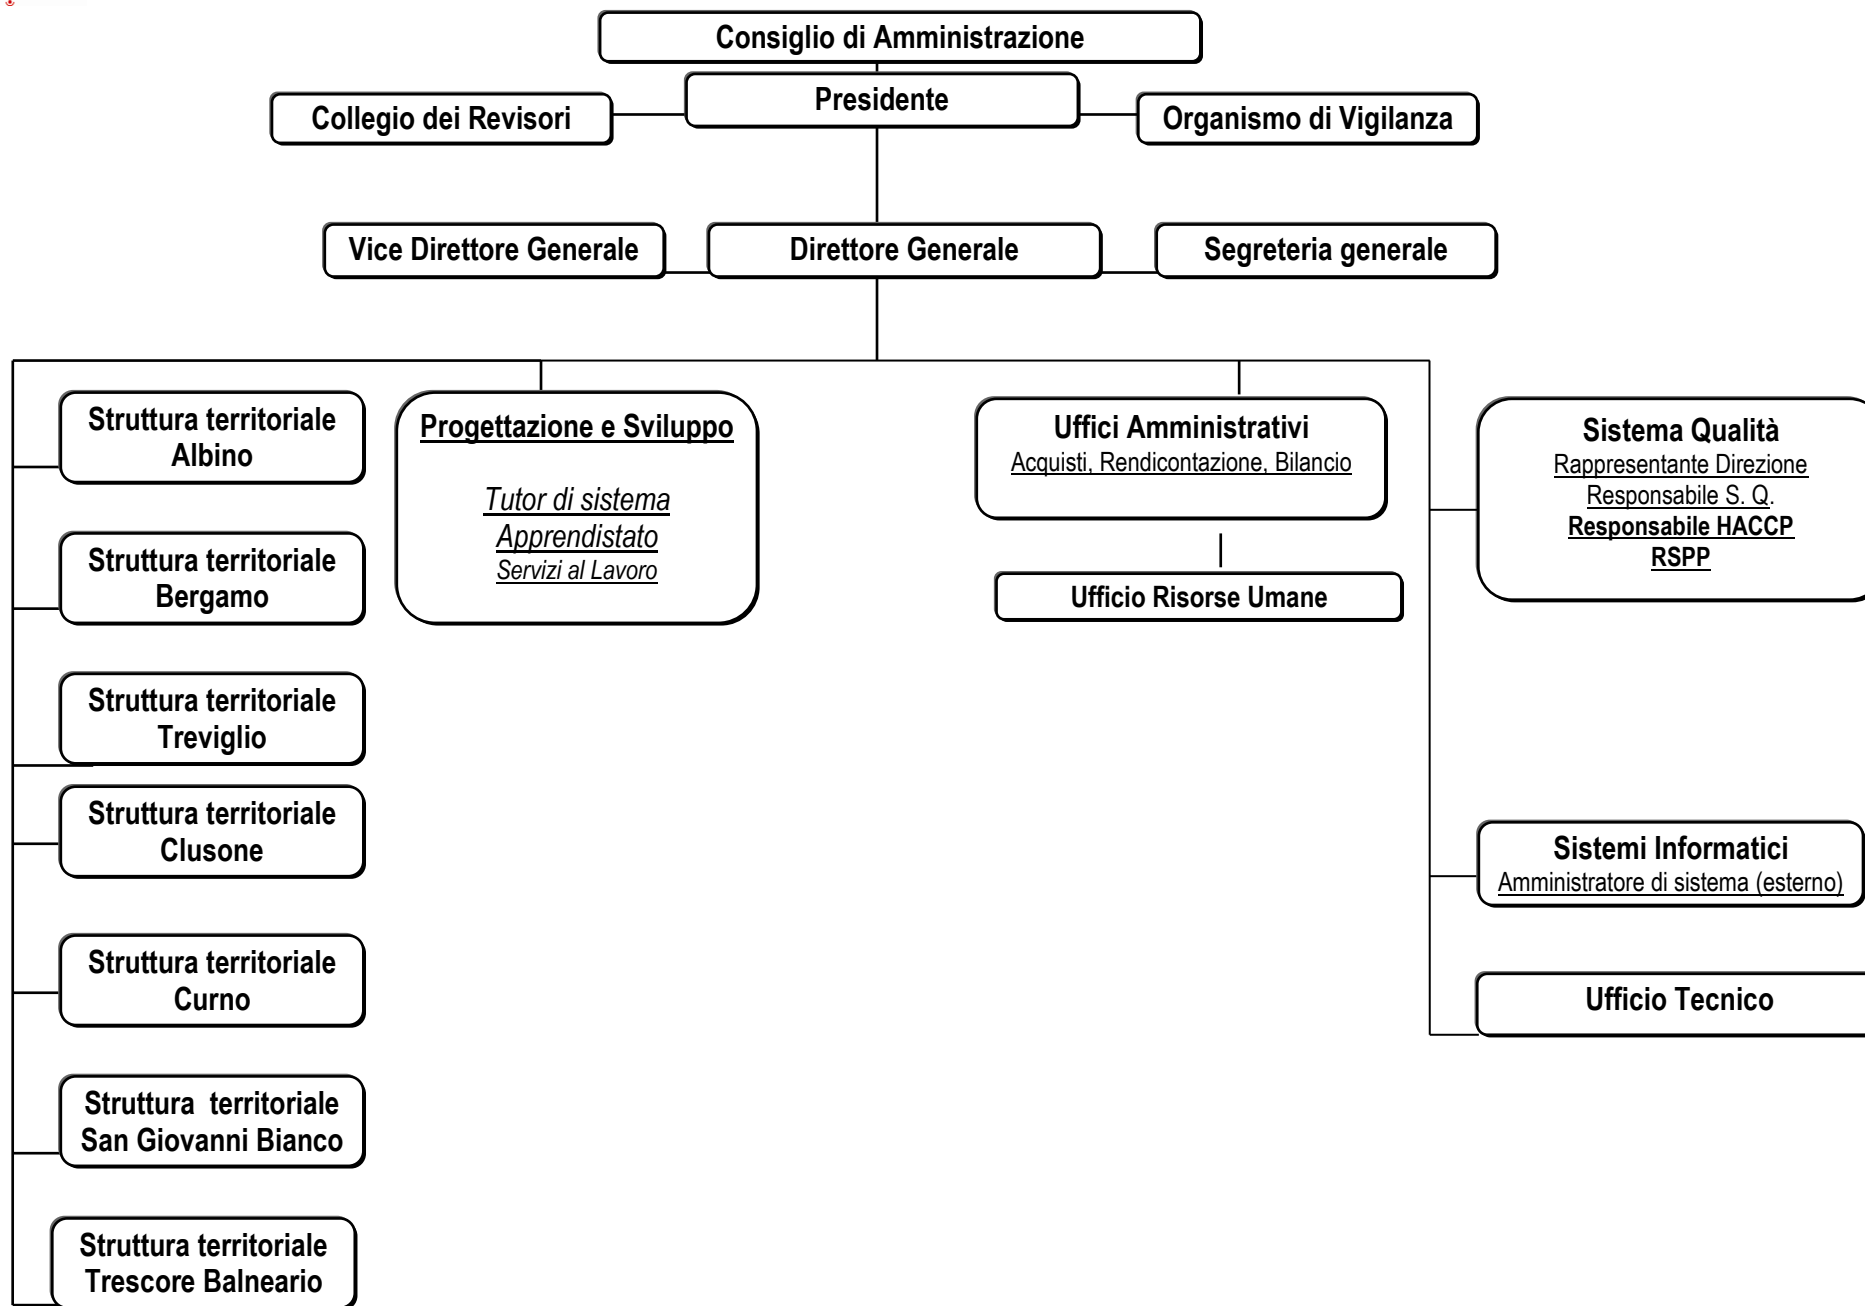 Consiglio di Amministrazione
Presidente
Collegio dei Revisori
Organismo di Vigilanza
Vice Direttore Generale
Direttore Generale
Segreteria generale
Struttura territoriale
Albino
Struttura territoriale
Bergamo
Struttura territoriale
Treviglio
Struttura territoriale
Clusone
Struttura territoriale
Curno
Struttura  territoriale
San Giovanni Bianco
Struttura territoriale
Trescore Balneario
Progettazione e Sviluppo
Tutor di sistema
Apprendistato
Servizi al Lavoro
Uffici Amministrativi
Acquisti, Rendicontazione, Bilancio
Ufficio Risorse Umane
Sistema Qualità
Rappresentante Direzione
Responsabile S. Q.
Responsabile HACCP
RSPP
Sistemi Informatici
Amministratore di sistema (esterno)
Ufficio Tecnico